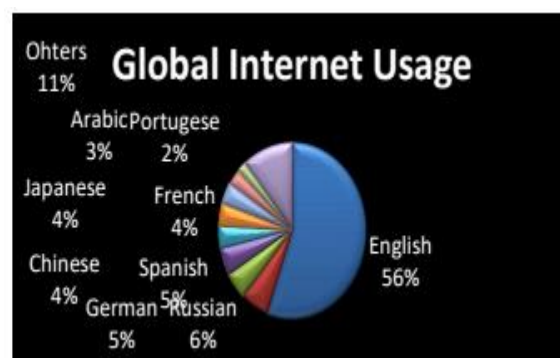 Global Internet Usage
Ohters
11%
Arabic
3%
Portugese
2%
Japanese
4%
French
4%
Chinese
4%
Spanish
5%
German
5%
Russian
6%
English
56%